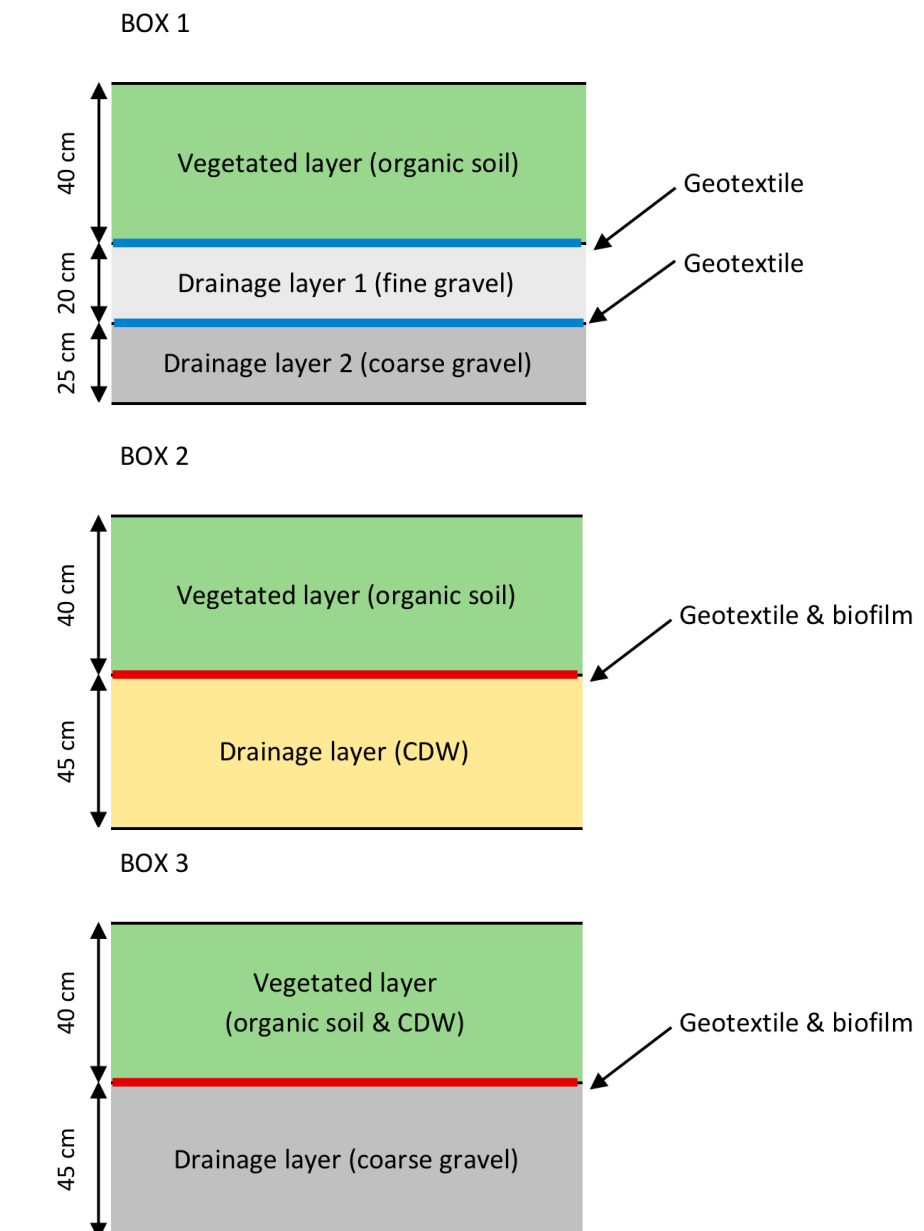 BOX 1
40 cm
Vegetated layer (organic soil)
Geotextile
20 cm
Drainage layer 1 (fine gravel)
Geotextile
25 cm
Drainage layer 2 (coarse gravel)
BOX 2
40 cm
Vegetated layer (organic soil)
Geotextile & biofilm
45 cm
Drainage layer (CDW)
BOX 3
40 cm
Vegetated layer
(organic soil & CDW)
Geotextile & biofilm
45 cm
Drainage layer (coarse gravel)